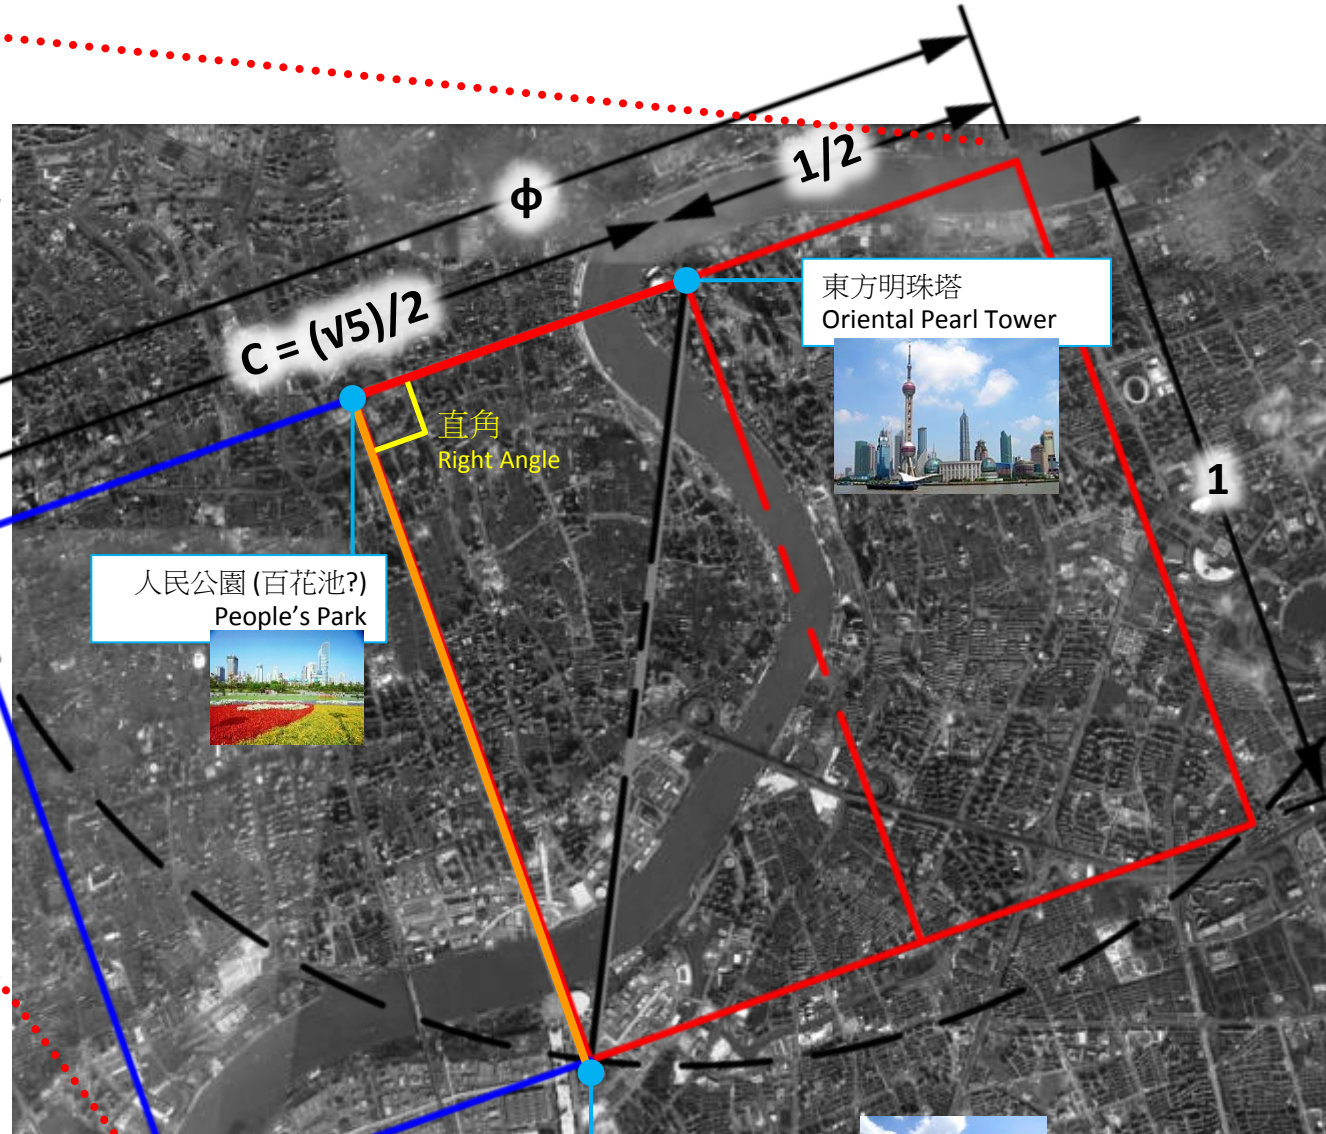 1/2
ϕ
C = (√5)/2
東方明珠塔
Oriental Pearl Tower
直角
Right Angle
1
人民公園 (百花池?)
People's Park